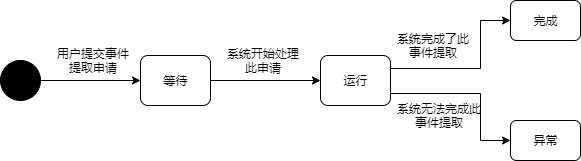 用户提交事件
提取申请
等待
系统开始处理
此申请
运行
系统完成了此
事件提取
完成
系统无法完成此
事件提取
异常